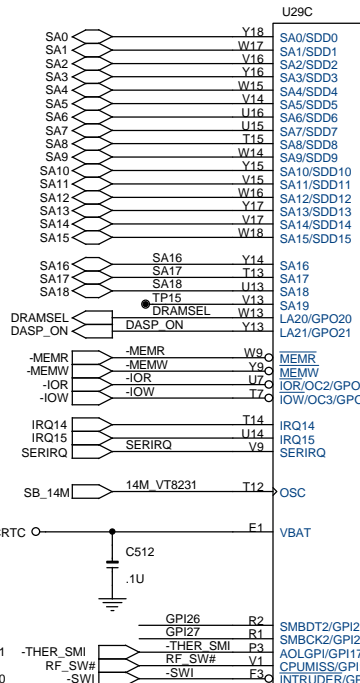 U29C
SA0 Y18 SA0/SDD0
SA1 W17 SA1/SDD1
SA2 V16 SA2/SDD2
SA3 Y16 SA3/SDD3
SA4 W15 SA4/SDD4
SA5 V14 SA5/SDD5
SA6 U16 SA6/SDD6
SA7 U15 SA7/SDD7
SA8 T15 SA8/SDD8
SA9 W14 SA9/SDD9
SA10 Y15 SA10/SDD10
SA11 V15 SA11/SDD11
SA12 W16 SA12/SDD12
SA13 Y17 SA13/SDD13
SA14 V17 SA14/SDD14
SA15 W18 SA15/SDD15
SA16 SA16 Y14 SA16
SA17 SA17 T13 SA17
SA18 SA18 U13 SA18
TP15 V13 SA19
DRAMSEL DRAMSEL W13 LA20/GPO20
DASP_ON DASP_ON Y13 LA21/GPO21
-MEMR -MEMR W9 MEMR
-MEMW -MEMW Y9 MEMW
-IOR -IOR U7 IOR/OC2/GPO
-IOW -IOW T7 IOW/OC3/GPO
IRQ14 T14 IRQ14
IRQ15 U14 IRQ15
SERIRQ SERIRQ V9 SERIRQ
SB_14M 14M_VT8231 T12 OSC
RTC E1 VBAT
C512
.1U
GPI26 R2 SMBDT2/GPI2
GPI27 R1 SMBCK2/GPI2
1 -THER_SMI -THER_SMI P3 AOLGPI/GPI17
RF_SW# RF_SW# V1 CPUMISS/GPI
0 -SWI -SWI F3 INTRUDER/GP